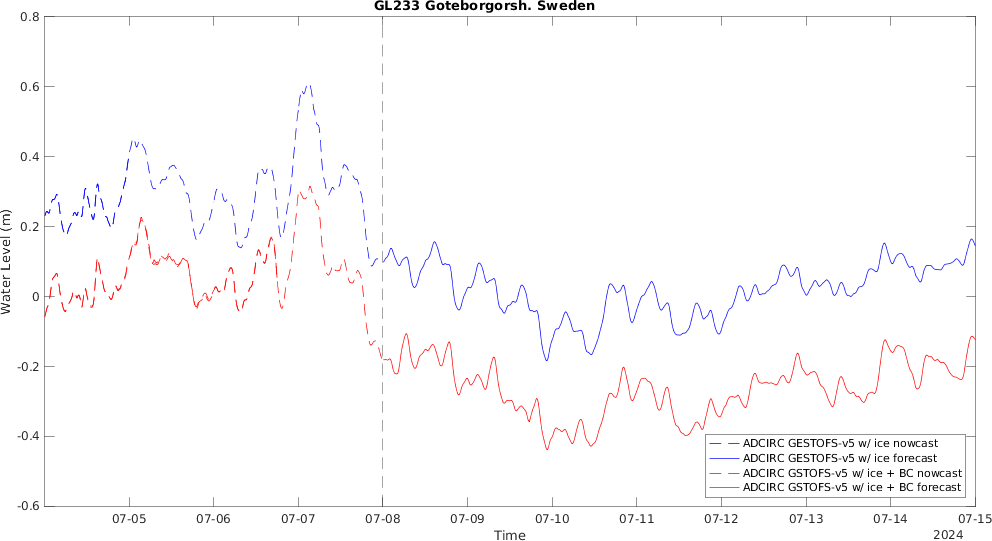 GL233 Goteborgorsh. Sweden
0.8
0.6
0.4
0.2
0
-0.2
-0.4
-0.6
Water Level (m)
07-05
07-06
07-07
07-08
07-09
07-10
07-11
07-12
07-13
07-14
07-15
Time
2024
ADCIRC GESTOFS-v5 w/ ice nowcast
ADCIRC GESTOFS-v5 w/ ice forecast
ADCIRC GSTOFS-v5 w/ ice + BC nowcast
ADCIRC GSTOFS-v5 w/ ice + BC forecast